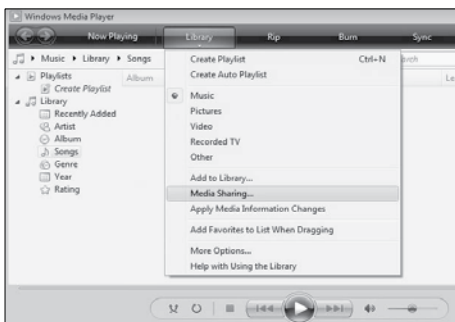 Windows Media Player
Now Playing Library Rip Burn Sync
Music Library Songs
Create Playlist Ctrl+N
Create Auto Playlist
Music
Pictures
Video
Recorded TV
Other
Add to Library...
Media Sharing...
Apply Media Information Changes
Add Favorites to List When Dragging
More Options...
Help with Using the Library
Playlists
Create Playlist
Library
Recently Added
Artist
Album
Songs
Genre
Year
Rating
Album